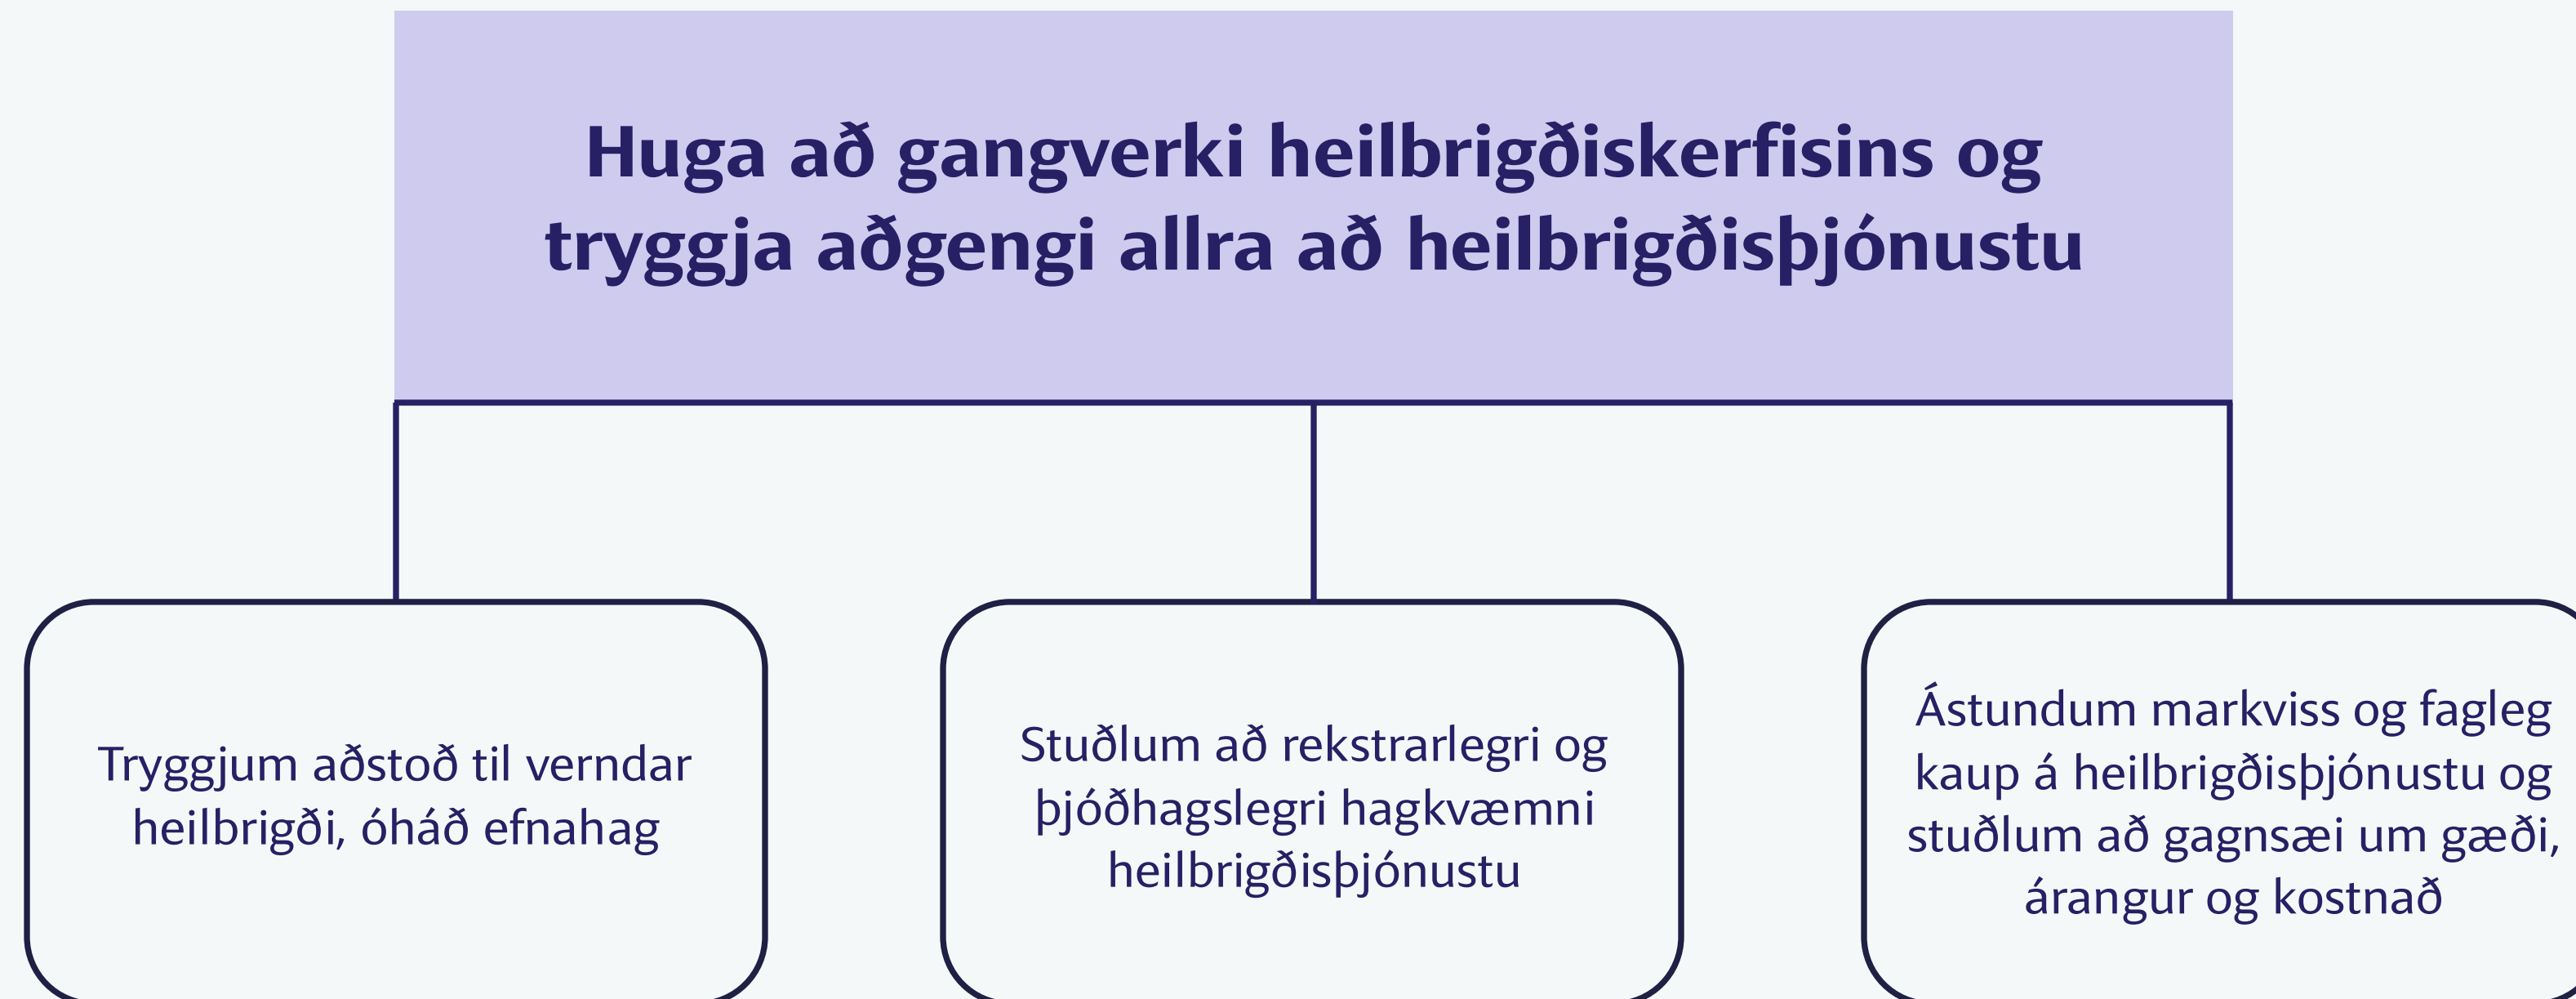 Huga að gangverki heilbrigðiskerfisins og
tryggja aðgengi allra að heilbrigðisþjónustu
Tryggjum aðstoð til verndar
heilbrigði, óháð efnahag
Stuðlum að rekstrarlegri og
þjóðhagslegri hagkvæmni
heilbrigðisþjónustu
Ástundum markviss og fagleg
kaup á heilbrigðisþjónustu og
stuðlum að gagnsæi um gæði,
árangur og kostnað